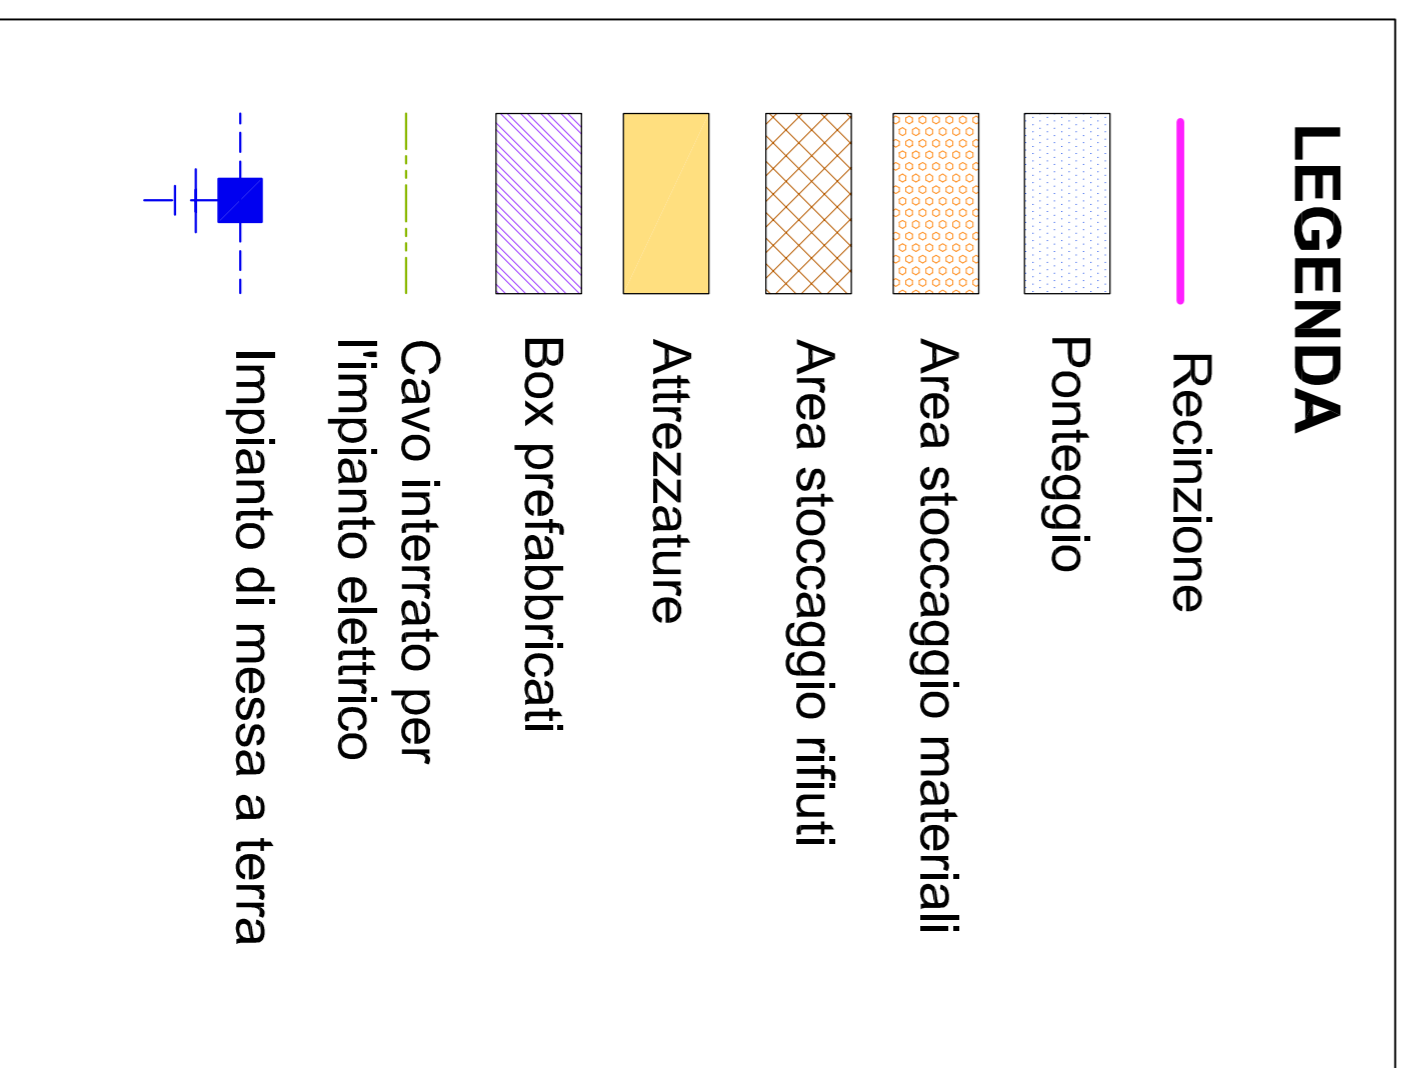 LEGENDA
Recinzione
Ponteggio
Area stoccaggio materiali
Area stoccaggio rifiuti
Attrezzature
Box prefabbricati
Cavo interrato per
l'impianto elettrico
Impianto di messa a terra